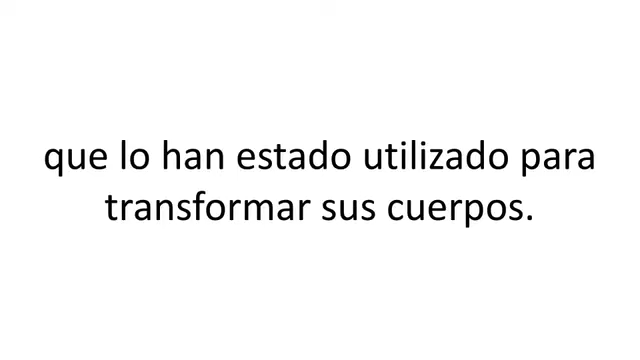 que lo han estado utilizado para
transformar sus cuerpos.